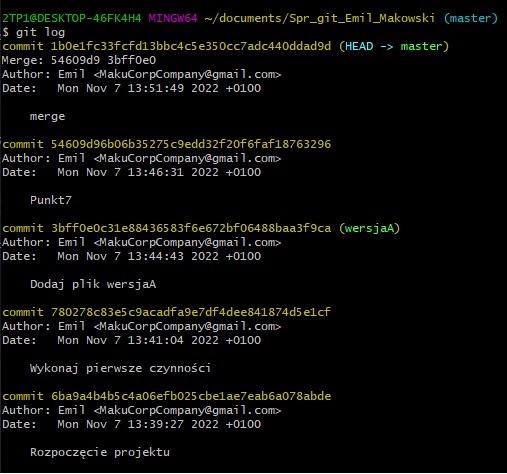 2TP1@DESKTOP-46FK4H4 MINGW64 ~/documents/Spr_git_Emil_Makowski (master)
$ git log
commit 1b0e1fc33fcfd13bbc4c5e350cc7adc440ddad9d (HEAD -> master)
Merge: 54609d9 3bff0e0
Author: Emil <MakuCorpCompany@gmail.com>
Date:   Mon Nov 7 13:51:49 2022 +0100
merge
commit 54609d96b06b35275c9edd32f20f6faf18763296
Author: Emil <MakuCorpCompany@gmail.com>
Date:   Mon Nov 7 13:46:31 2022 +0100
Punkt7
commit 3bff0e0c31e88436583f6e672bf06488baa3f9ca (wersjaA)
Author: Emil <MakuCorpCompany@gmail.com>
Date:   Mon Nov 7 13:44:43 2022 +0100
Dodaj plik wersjaA
commit 780278c83e5c9acadfa9e7df4dee841874d5e1cf
Author: Emil <MakuCorpCompany@gmail.com>
Date:   Mon Nov 7 13:41:04 2022 +0100
Wykonaj pierwsze czynności
commit 6ba9a4b4b5c4a06efb025cbe1ae7eab6a078abde
Author: Emil <MakuCorpCompany@gmail.com>
Date:   Mon Nov 7 13:39:27 2022 +0100
Rozpoczęcie projektu